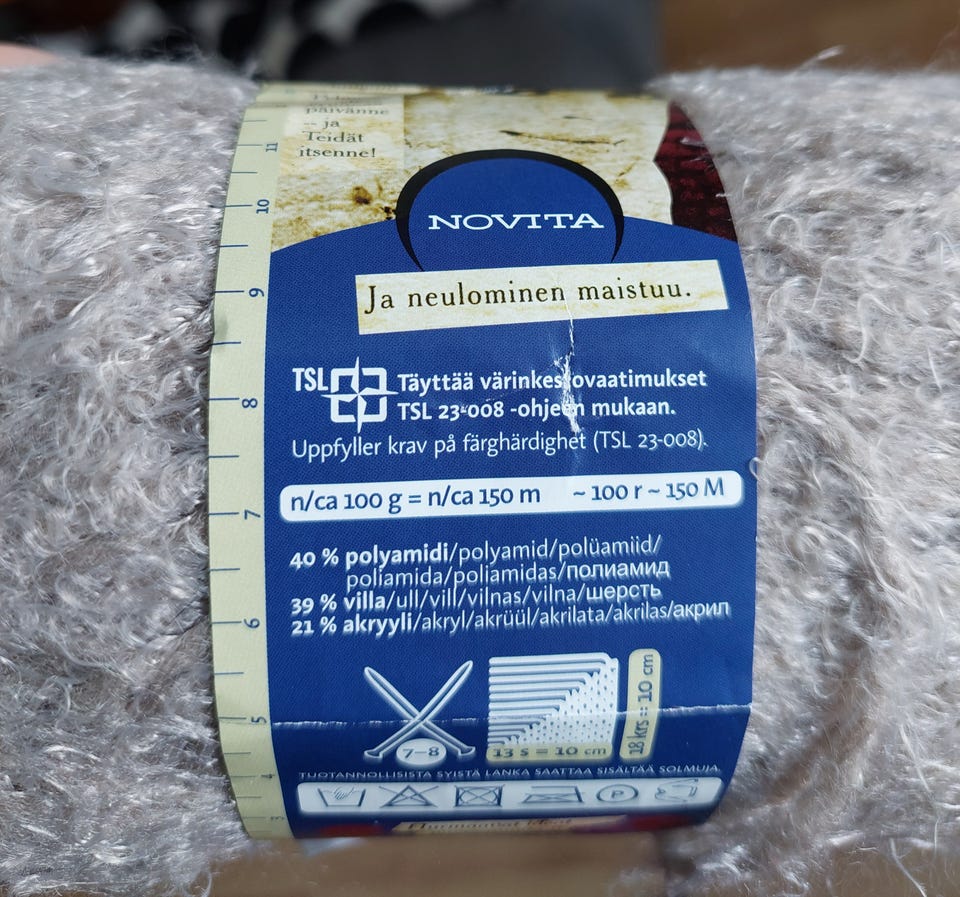 päivänne
-- ja
Teidät
itsenne!
11
10
9
8
7
6
5
4
3
NOVITA
Ja neulominen maistuu.
TSL
Täyttää värinkestovaatimukset
TSL 23-008 -ohjeen mukaan.
Uppfyller krav på färghärdighet (TSL 23-008).
n/ca 100 g = n/ca 150 m ~ 100 г ~ 150 М
40 % polyamidi/polyamid/polüamiid/
poliamida/poliamidas/полиамид
39 % villa/ull/vill/vilnas/vilna/шерсть
21 % akryyli/akryl/akrüül/akrilata/akrilas/акрил
7–8
13 s = 10 cm
18 krs = 10 cm
TUOTANNOLLISISTA SYISTÄ LANKA SAATTAA SISÄLTÄÄ SOLMUJA.
P